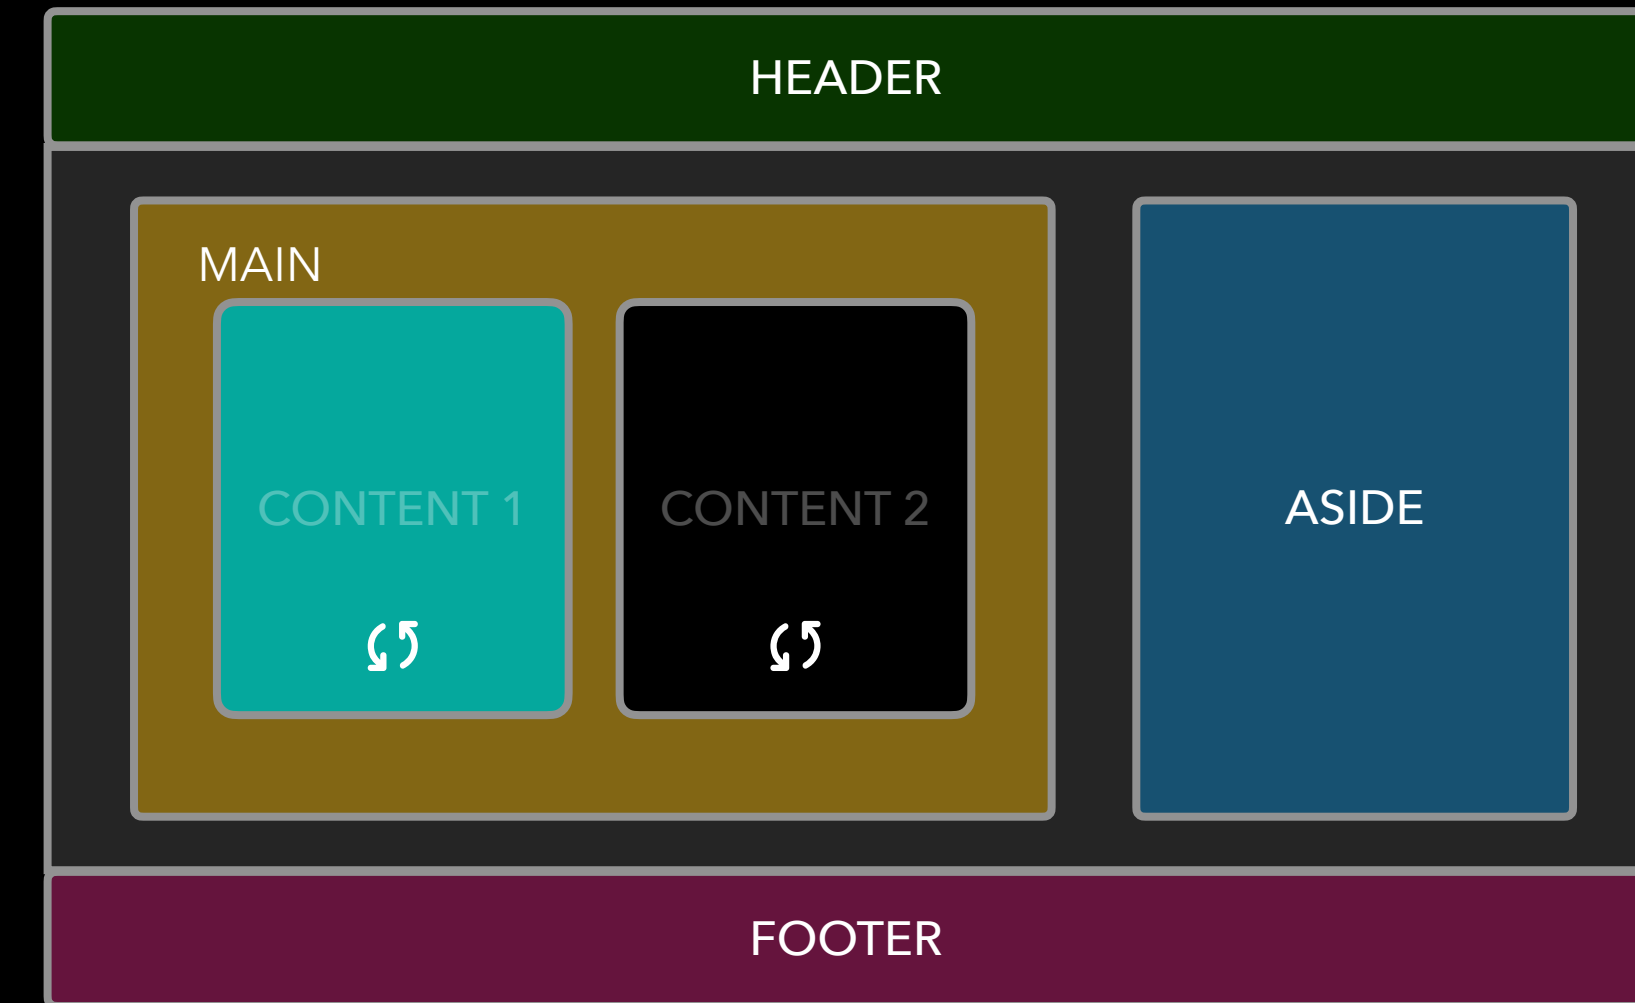 HEADER
MAIN
CONTENT 1
CONTENT 2
ASIDE
FOOTER